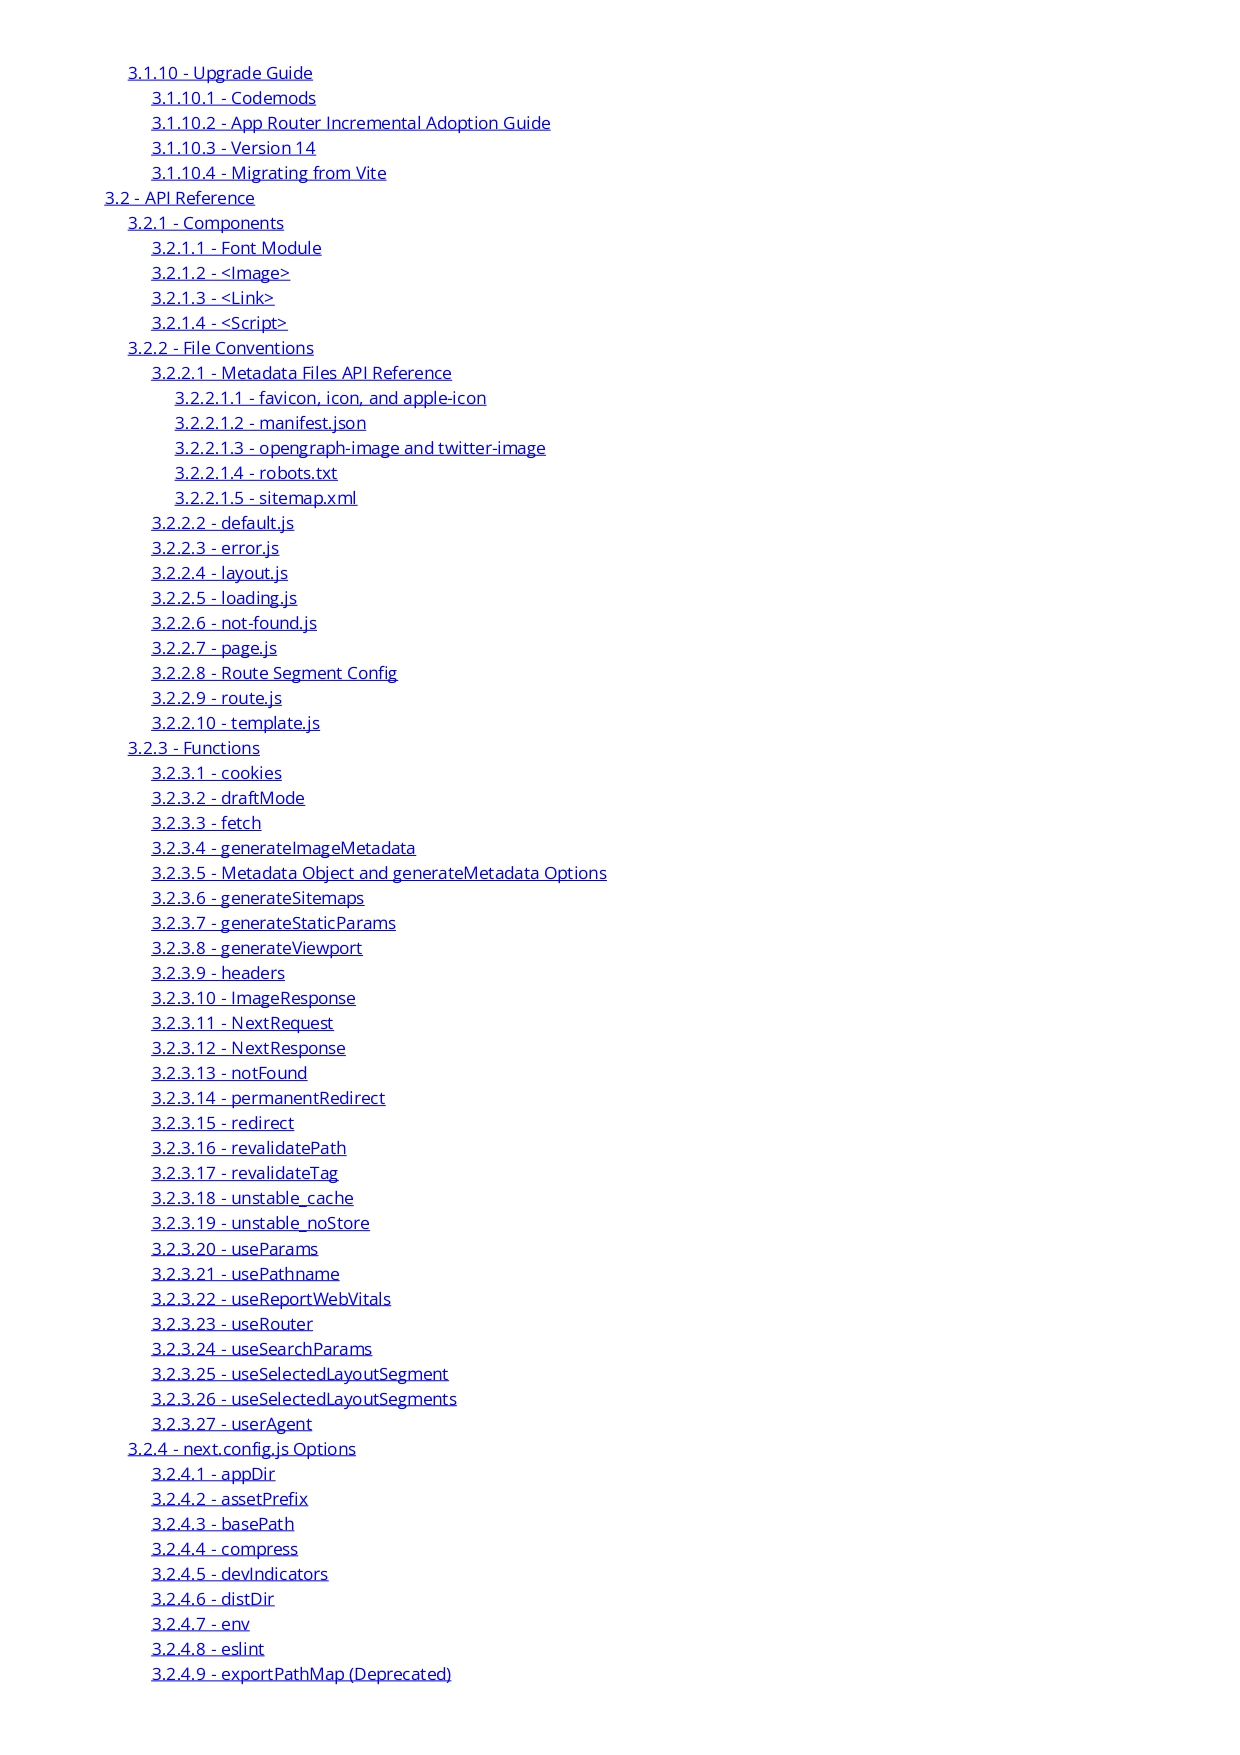 3.1.10 - Upgrade Guide
3.1.10.1 - Codemods
3.1.10.2 - App Router Incremental Adoption Guide
3.1.10.3 - Version 14
3.1.10.4 - Migrating from Vite
3.2 - API Reference
3.2.1 - Components
3.2.1.1 - Font Module
3.2.1.2 - <Image>
3.2.1.3 - <Link>
3.2.1.4 - <Script>
3.2.2 - File Conventions
3.2.2.1 - Metadata Files API Reference
3.2.2.1.1 - favicon, icon, and apple-icon
3.2.2.1.2 - manifest.json
3.2.2.1.3 - opengraph-image and twitter-image
3.2.2.1.4 - robots.txt
3.2.2.1.5 - sitemap.xml
3.2.2.2 - default.js
3.2.2.3 - error.js
3.2.2.4 - layout.js
3.2.2.5 - loading.js
3.2.2.6 - not-found.js
3.2.2.7 - page.js
3.2.2.8 - Route Segment Config
3.2.2.9 - route.js
3.2.2.10 - template.js
3.2.3 - Functions
3.2.3.1 - cookies
3.2.3.2 - draftMode
3.2.3.3 - fetch
3.2.3.4 - generateImageMetadata
3.2.3.5 - Metadata Object and generateMetadata Options
3.2.3.6 - generateSitemaps
3.2.3.7 - generateStaticParams
3.2.3.8 - generateViewport
3.2.3.9 - headers
3.2.3.10 - ImageResponse
3.2.3.11 - NextRequest
3.2.3.12 - NextResponse
3.2.3.13 - notFound
3.2.3.14 - permanentRedirect
3.2.3.15 - redirect
3.2.3.16 - revalidatePath
3.2.3.17 - revalidateTag
3.2.3.18 - unstable_cache
3.2.3.19 - unstable_noStore
3.2.3.20 - useParams
3.2.3.21 - usePathname
3.2.3.22 - useReportWebVitals
3.2.3.23 - useRouter
3.2.3.24 - useSearchParams
3.2.3.25 - useSelectedLayoutSegment
3.2.3.26 - useSelectedLayoutSegments
3.2.3.27 - userAgent
3.2.4 - next.config.js Options
3.2.4.1 - appDir
3.2.4.2 - assetPrefix
3.2.4.3 - basePath
3.2.4.4 - compress
3.2.4.5 - devIndicators
3.2.4.6 - distDir
3.2.4.7 - env
3.2.4.8 - eslint
3.2.4.9 - exportPathMap (Deprecated)